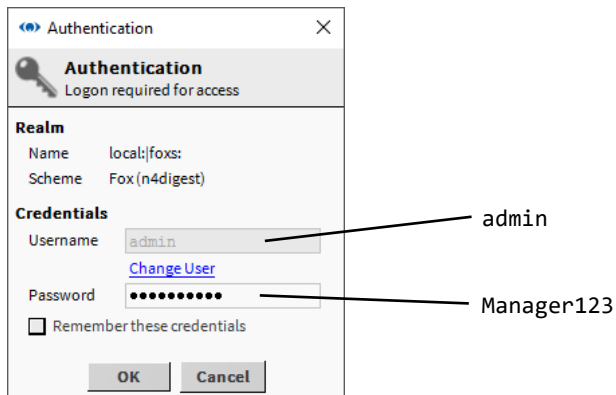 Authentication
Authentication
Logon required for access
Realm
Name local:|foxs:
Scheme Fox (n4digest)
Credentials
Username admin
admin
Change User
Password ••••••••••
Manager123
Remember these credentials
OK Cancel